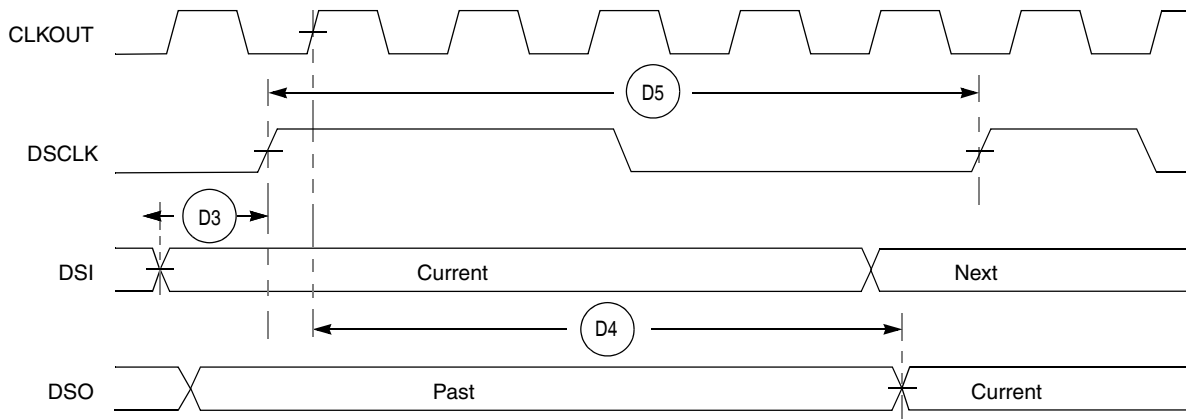 CLKOUT
D5
DSCLK
D3
DSI
Current
Next
D4
DSO
Past
Current